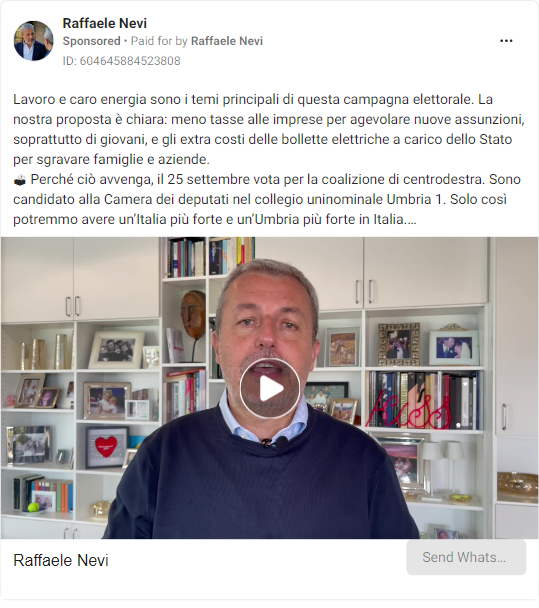 Raffaele Nevi
Sponsored • Paid for by Raffaele Nevi
ID: 604645884523808
Lavoro e caro energia sono i temi principali di questa campagna elettorale. La
nostra proposta è chiara: meno tasse alle imprese per agevolare nuove assunzioni,
soprattutto di giovani, e gli extra costi delle bollette elettriche a carico dello Stato
per sgravare famiglie e aziende.
🗳️ Perché ciò avvenga, il 25 settembre vota per la coalizione di centrodestra. Sono
candidato alla Camera dei deputati nel collegio uninominale Umbria 1. Solo così
potremmo avere un’Italia più forte e un’Umbria più forte in Italia....
Raffaele Nevi
Send Whats...